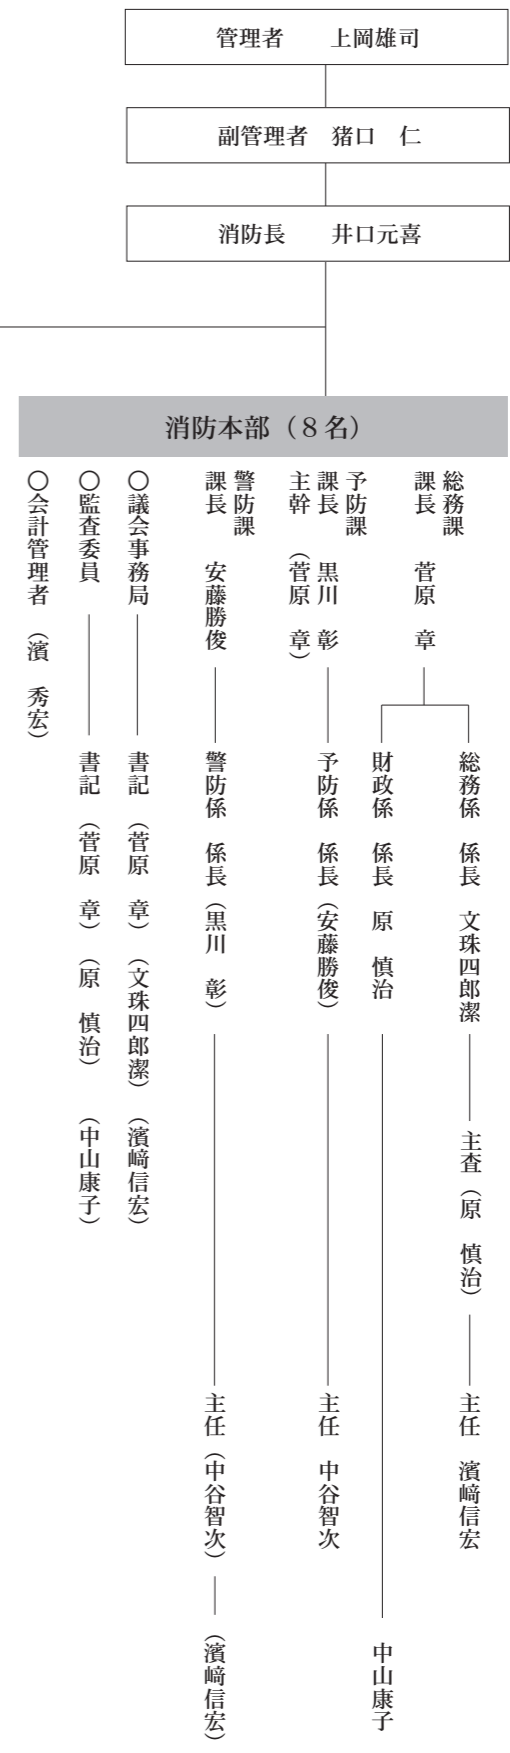 管理者　　上岡雄司
副管理者　猪口　仁
消防長　　井口元喜
消防本部（８名）
総務課
課長　　菅原　章
総務係　係長　文珠四郎潔
主査（原　慎治）
主任　濱﨑信宏
財政係　係長　原　慎治
中山康子
予防課
課長　　黒川　彰
主幹　（菅原　章）
予防係　係長（安藤勝俊）
主任　中谷智次
警防課
課長　　安藤勝俊
警防係　係長（黒川　彰）
主任（中谷智次）
（濱﨑信宏）
○議会事務局
書記　（菅原　章）（文珠四郎潔）（濱﨑信宏）
○監査委員
書記　（菅原　章）（原　慎治）　（中山康子）
○会計管理者　（濱　秀宏）